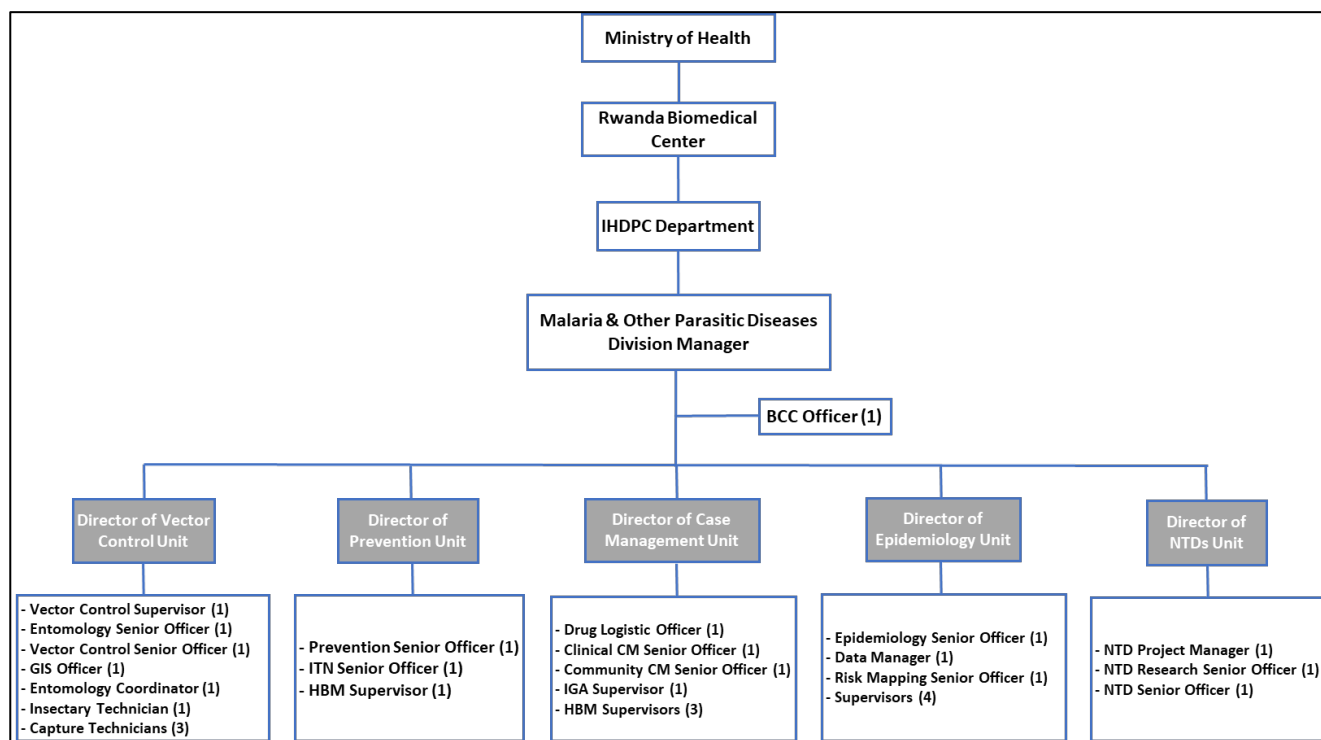 Ministry of Health
Rwanda Biomedical
Center
IHDPC Department
Malaria & Other Parasitic Diseases
Division Manager
BCC Officer (1)
Director of Vector
Control Unit
Director of
Prevention Unit
Director of Case
Management Unit
Director of
Epidemiology Unit
Director of
NTDs Unit
- Vector Control Supervisor (1)
- Entomology Senior Officer (1)
- Vector Control Senior Officer (1)
- GIS Officer (1)
- Entomology Coordinator (1)
- Insectary Technician (1)
- Capture Technicians (3)
- Prevention Senior Officer (1)
- ITN Senior Officer (1)
- HBM Supervisor (1)
- Drug Logistic Officer (1)
- Clinical CM Senior Officer (1)
- Community CM Senior Officer (1)
- IGA Supervisor (1)
- HBM Supervisors (3)
- Epidemiology Senior Officer (1)
- Data Manager (1)
- Risk Mapping Senior Officer (1)
- Supervisors (4)
- NTD Project Manager (1)
- NTD Research Senior Officer (1)
- NTD Senior Officer (1)